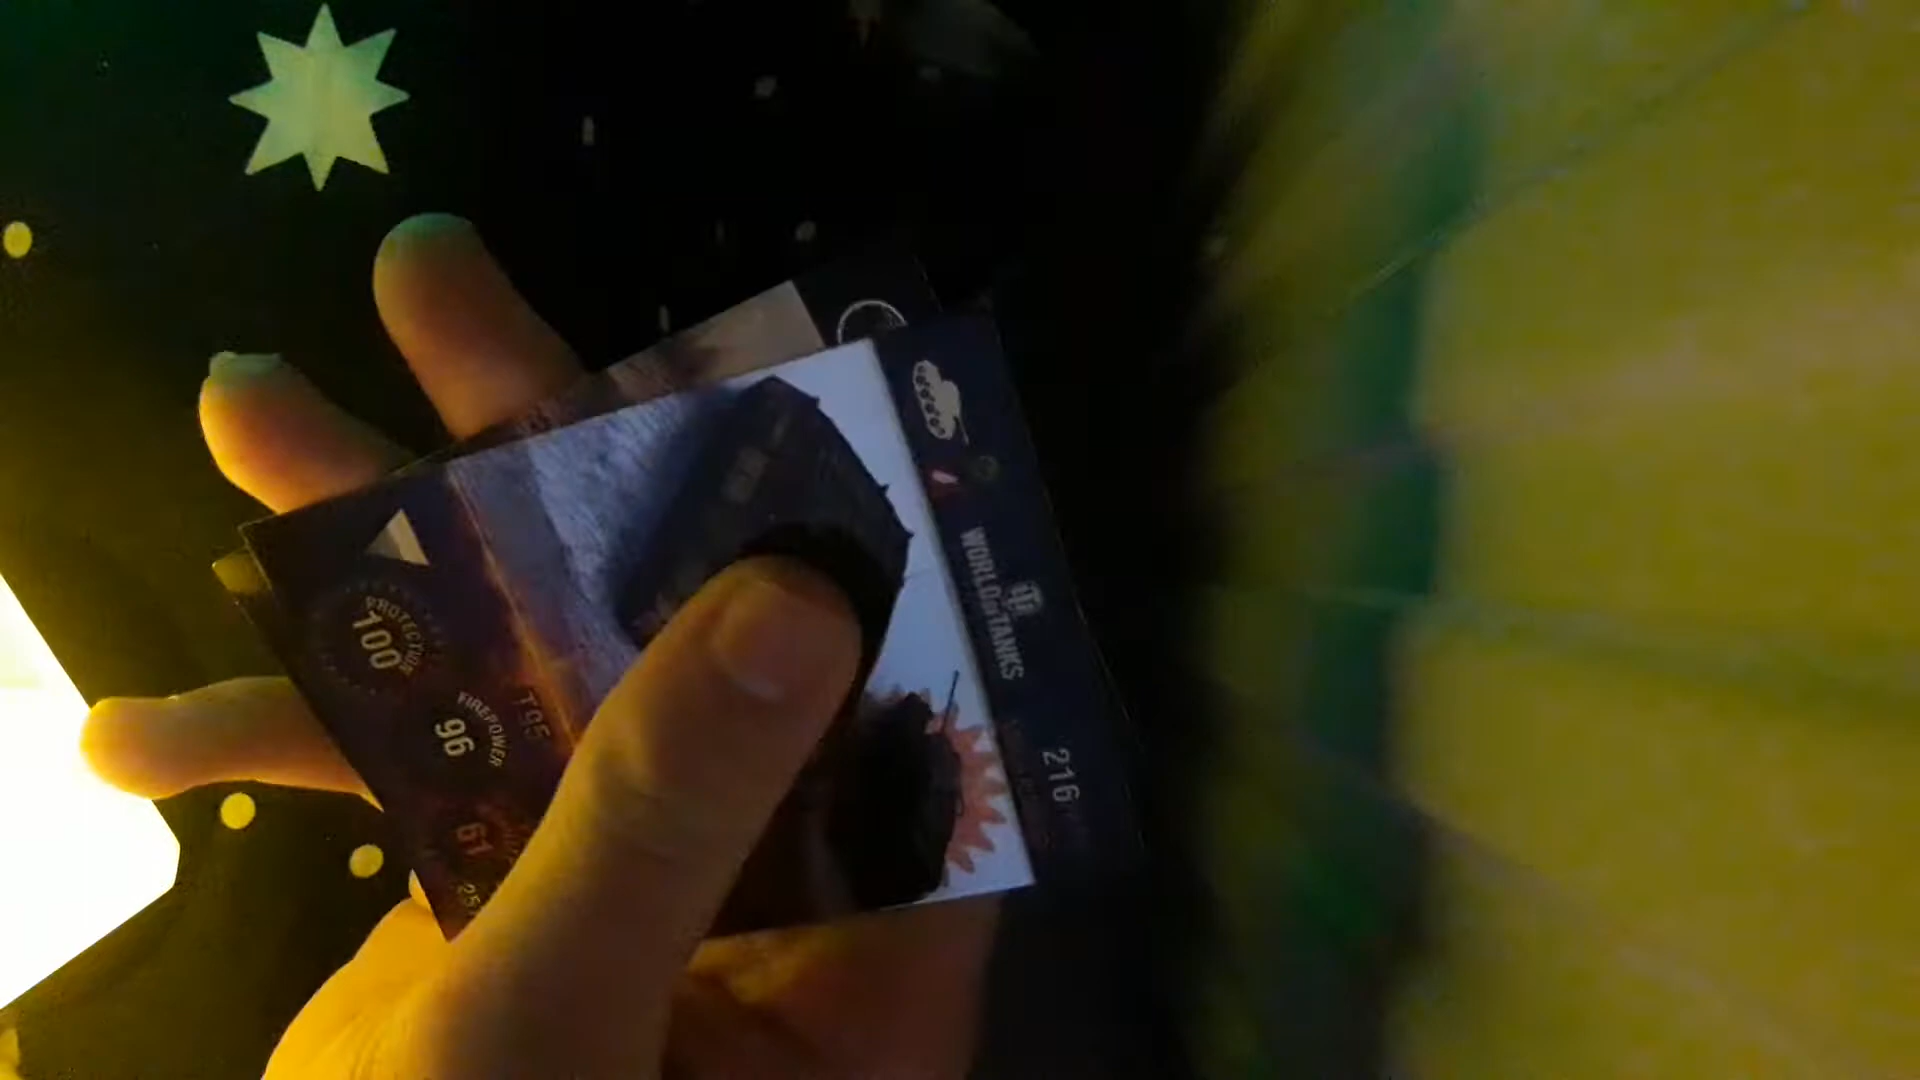 WORLD OF TANKS
216
T95
PROTECTION
100
FIREPOWER
96
61